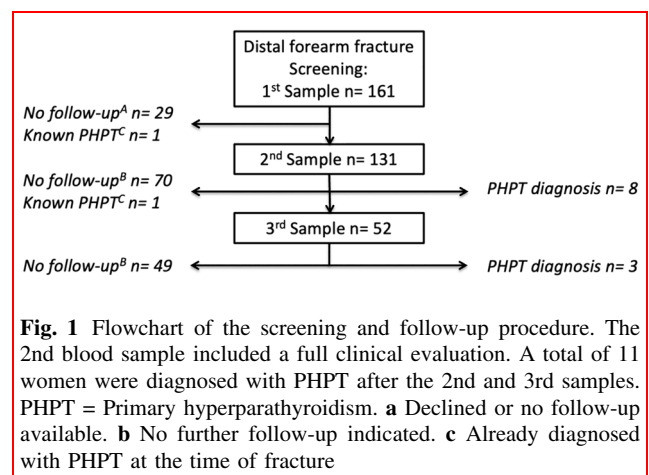 Distal forearm fracture
Screening:
1st Sample n= 161
No follow-upA n= 29
Known PHPTC n= 1
2nd Sample n= 131
No follow-upB n= 70
Known PHPTC n= 1
PHPT diagnosis n= 8
3rd Sample n= 52
No follow-upB n= 49
PHPT diagnosis n= 3
Fig. 1 Flowchart of the screening and follow-up procedure. The
2nd blood sample included a full clinical evaluation. A total of 11
women were diagnosed with PHPT after the 2nd and 3rd samples.
PHPT = Primary hyperparathyroidism. a Declined or no follow-up
available. b No further follow-up indicated. c Already diagnosed
with PHPT at the time of fracture